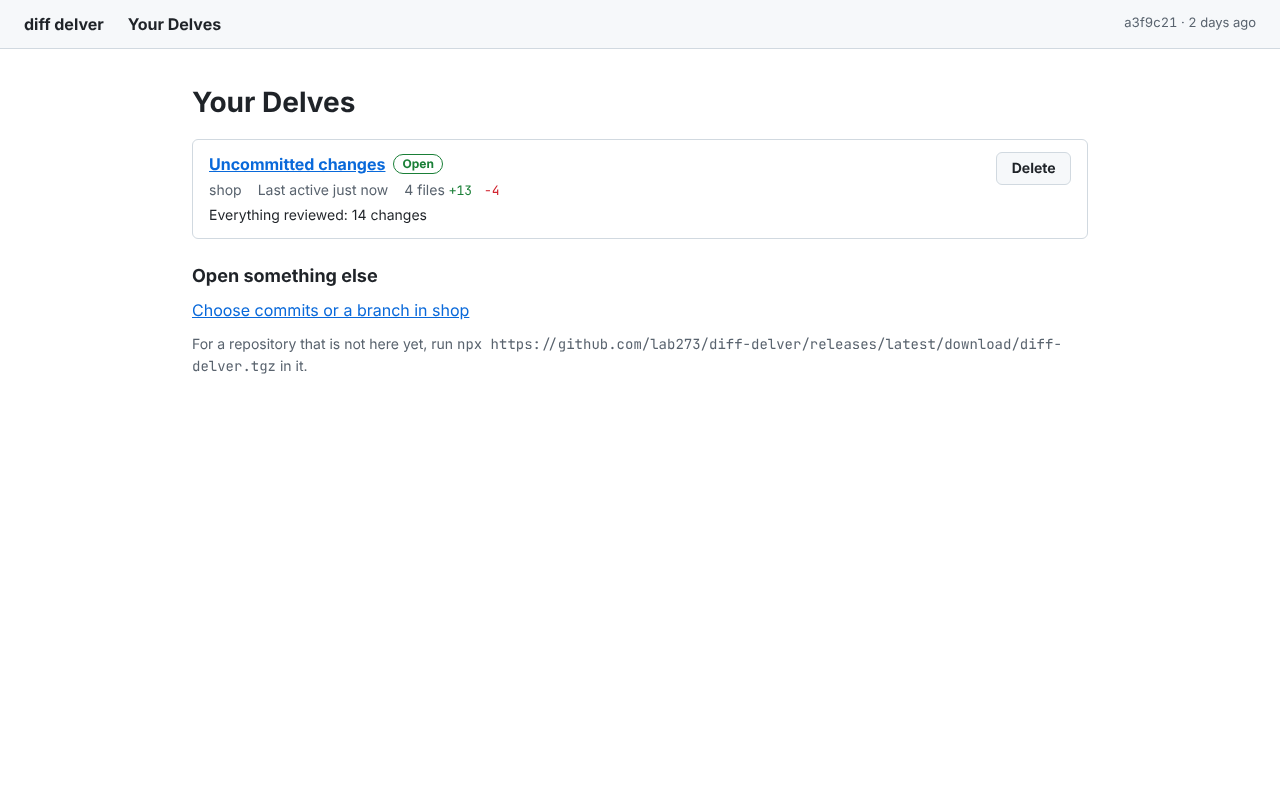 diff delver Your Delves a3f9c21 · 2 days ago
Your Delves
Uncommitted changes Open Delete
shop Last active just now 4 files +13 -4
Everything reviewed: 14 changes
Open something else
Choose commits or a branch in shop
For a repository that is not here yet, run npx https://github.com/lab273/diff-delver/releases/latest/download/diff-
delver.tgz in it.